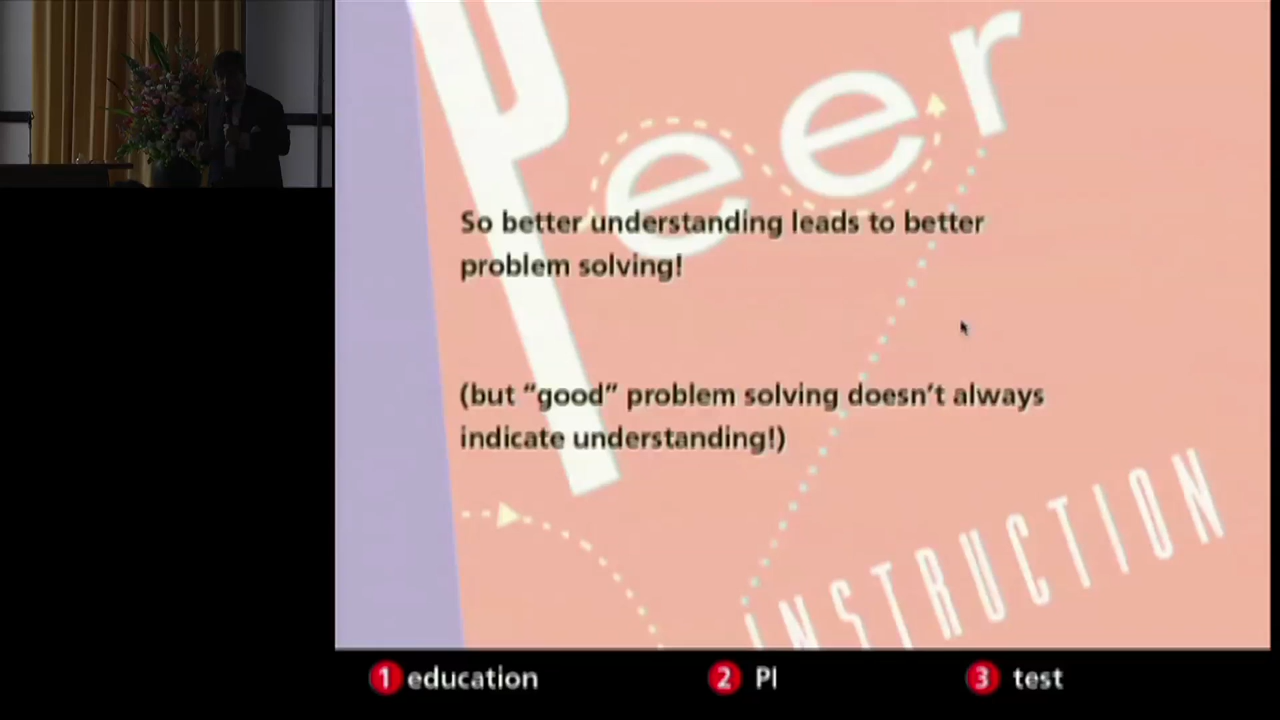 Peer
So better understanding leads to better
problem solving!
(but “good” problem solving doesn’t always
indicate understanding!)
INSTRUCTION
1 education
2 PI
3 test